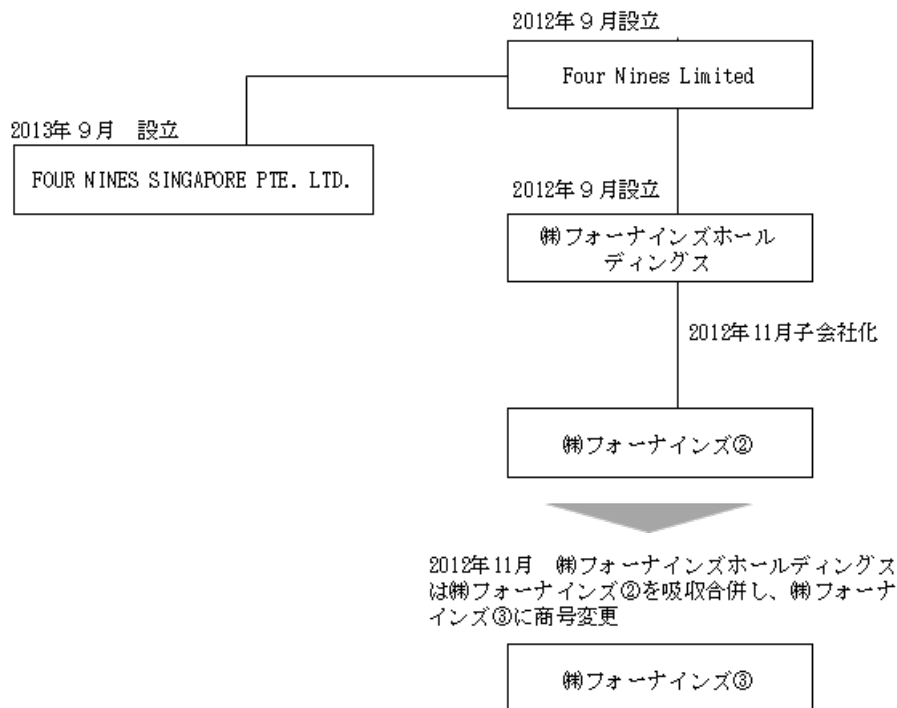 2012年９月設立
Four Nines Limited
2013年９月　設立
FOUR NINES SINGAPORE PTE. LTD.
2012年９月設立
㈱フォーナインズホール
ディングス
2012年11月子会社化
㈱フォーナインズ②
2012年11月　㈱フォーナインズホールディングス
は㈱フォーナインズ②を吸収合併し、㈱フォーナ
インズ③に商号変更
㈱フォーナインズ③